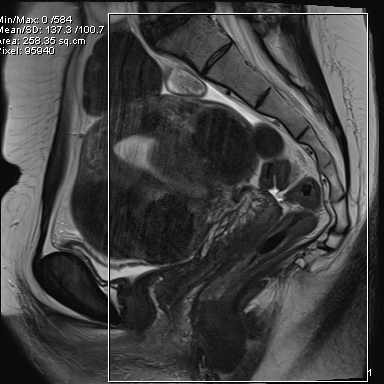 Min/Max: 0 /584
Mean/SD: 137.3 /100.7
Area: 258.35 sq.cm
Pixel: 95940
1